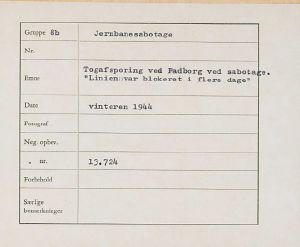 Gruppe 8b Jernbanesabotage
Nr.
Togafsporing ved Padborg ved sabotage.
Emne "Linien var blokeret i flere dage"
Date vinteren 1944
Fotograf
Neg. opbev.
" nr. 13.724
Forbehold
Særlige
bemærkninger